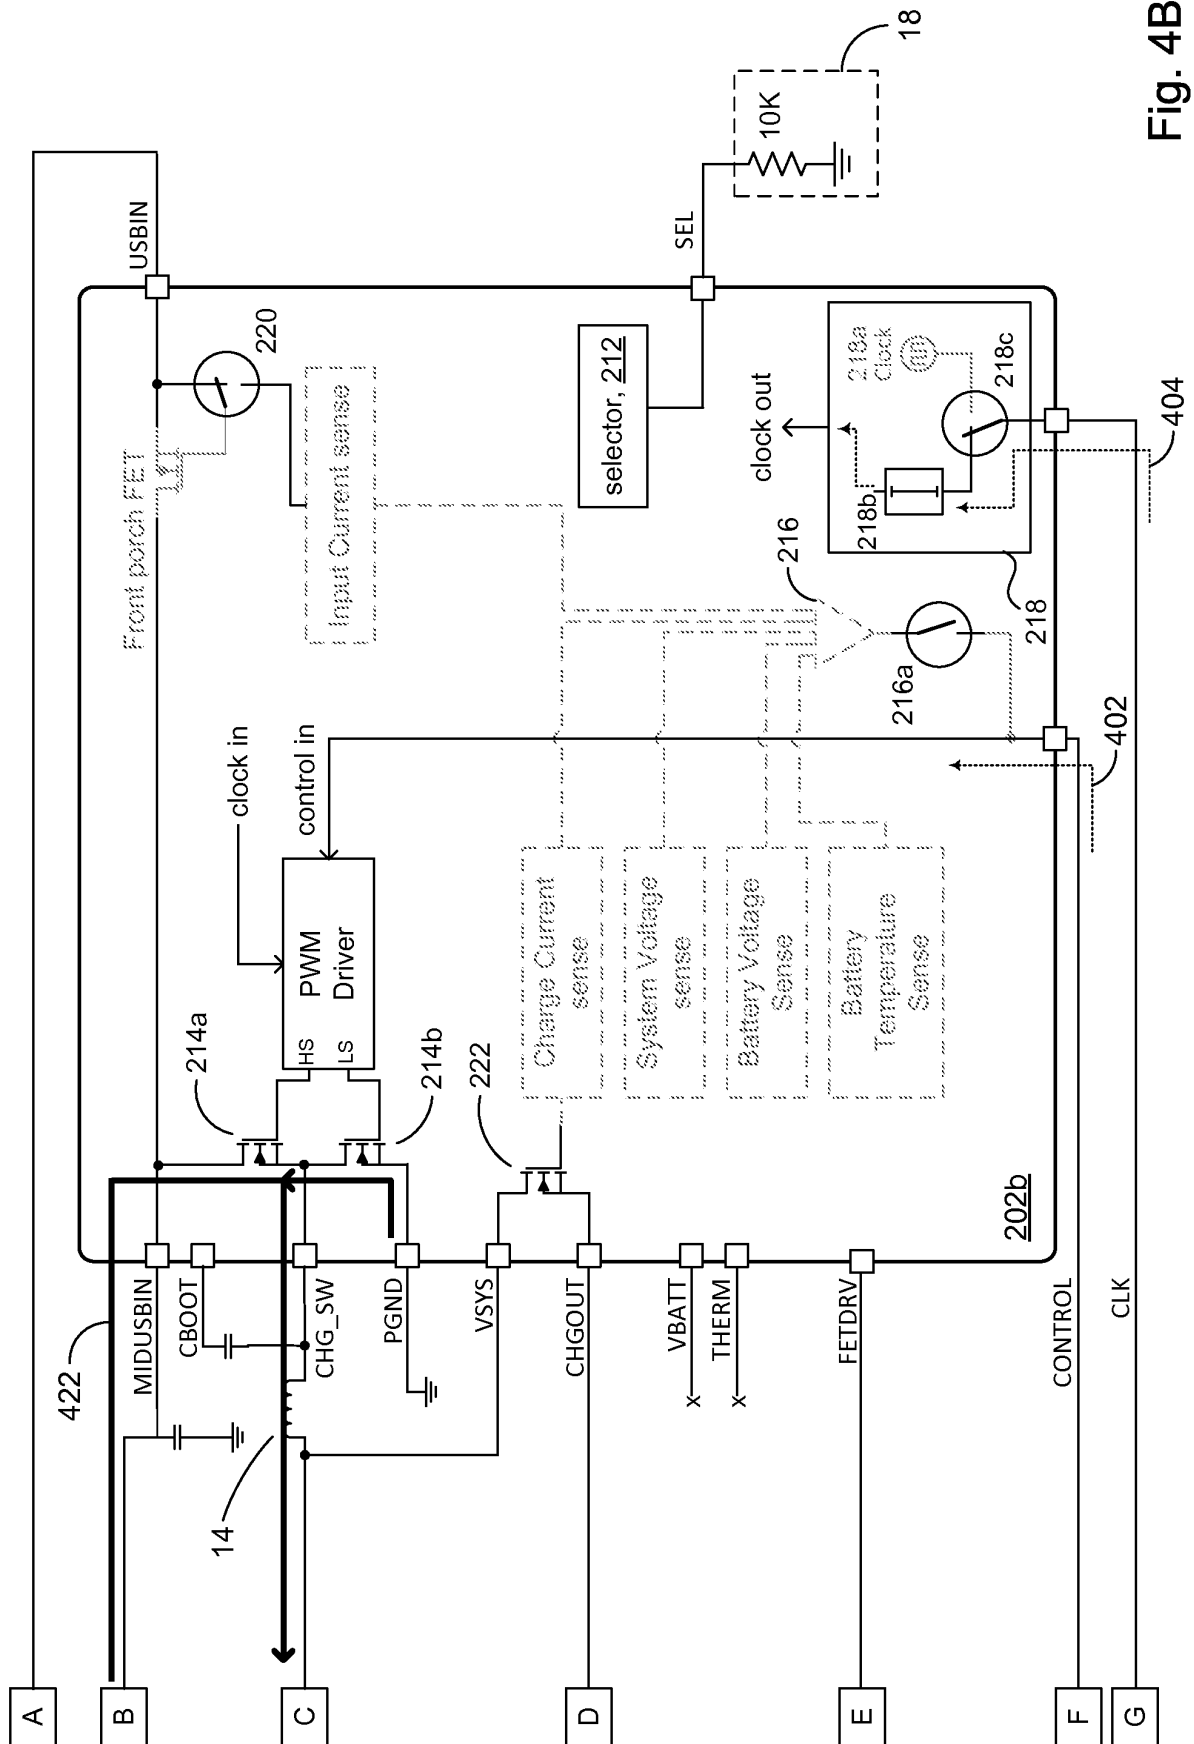 Fig. 4B
A
B
C
D
E
F
G
422
14
MIDUSBIN
CBOOT
CHG_SW
PGND
VSYS
CHGOUT
VBATT
THERM
FETDRV
CONTROL
CLK
x
x
202b
214a
214b
222
HS
LS
PWM
Driver
clock in
control in
Front porch FET
USBIN
220
Input Current sense
Charge Current
sense
System Voltage
sense
Battery Voltage
Sense
Battery
Temperature
Sense
selector, 212
SEL
10K
18
216
216a
218
218a
Clock
218b
218c
clock out
402
404